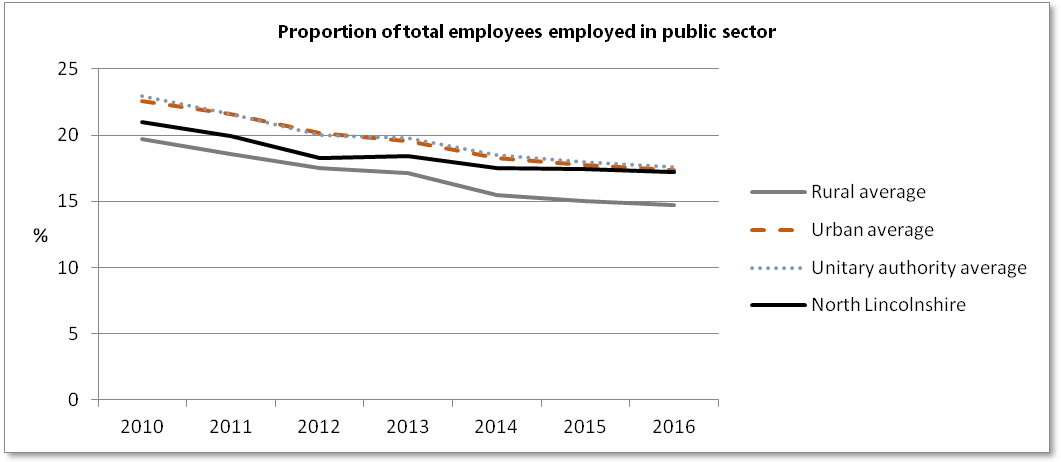 Proportion of total employees employed in public sector
25
20
15
10
5
0
%
2010 2011 2012 2013 2014 2015 2016
Rural average
Urban average
Unitary authority average
North Lincolnshire